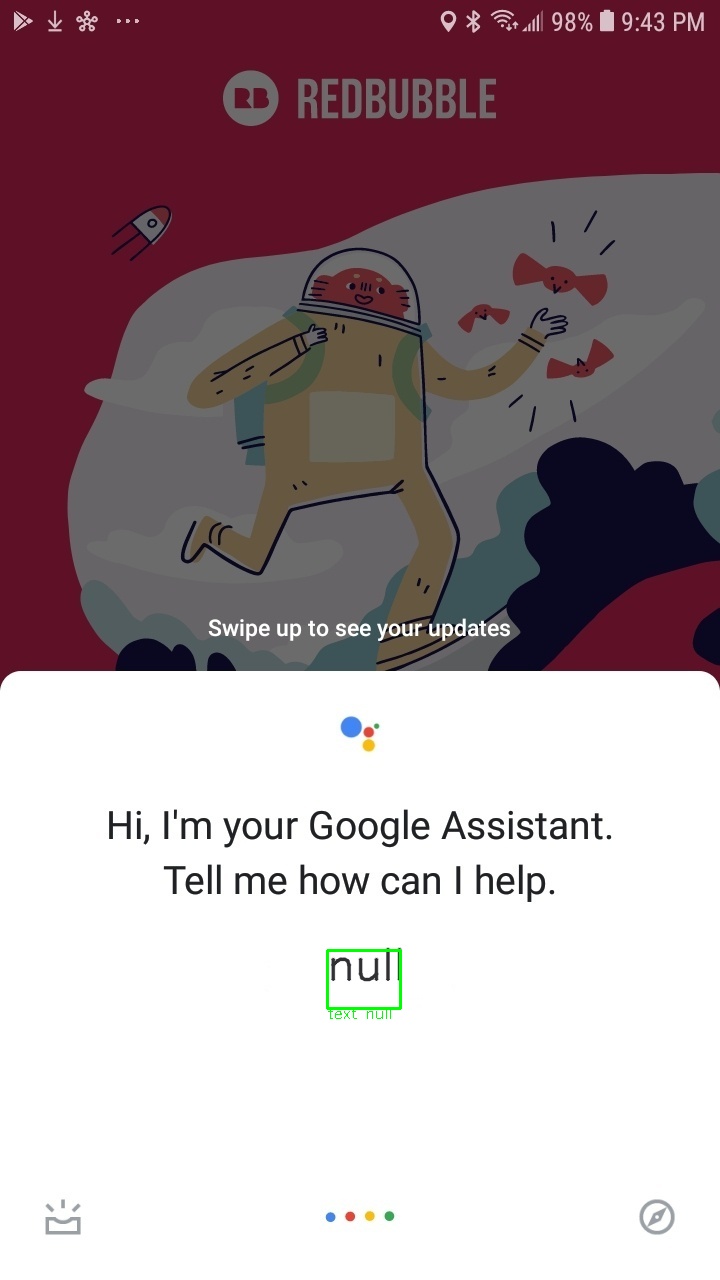 98% 9:43 PM
RB REDBUBBLE
Swipe up to see your updates
Hi, I'm your Google Assistant.
Tell me how can I help.
null
text null